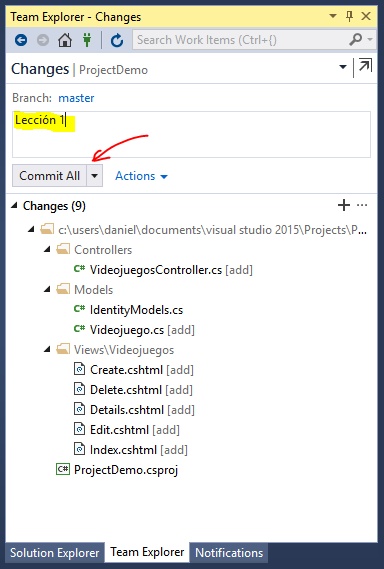 Team Explorer - Changes
Search Work Items (Ctrl+{)
Changes | ProjectDemo
Branch: master
Lección 1
Commit All Actions
Changes (9)
c:\users\daniel\documents\visual studio 2015\Projects\P...
Controllers
C# VideojuegosController.cs [add]
Models
C# IdentityModels.cs
C# Videojuego.cs [add]
Views\Videojuegos
Create.cshtml [add]
Delete.cshtml [add]
Details.cshtml [add]
Edit.cshtml [add]
Index.cshtml [add]
C# ProjectDemo.csproj
Solution Explorer Team Explorer Notifications